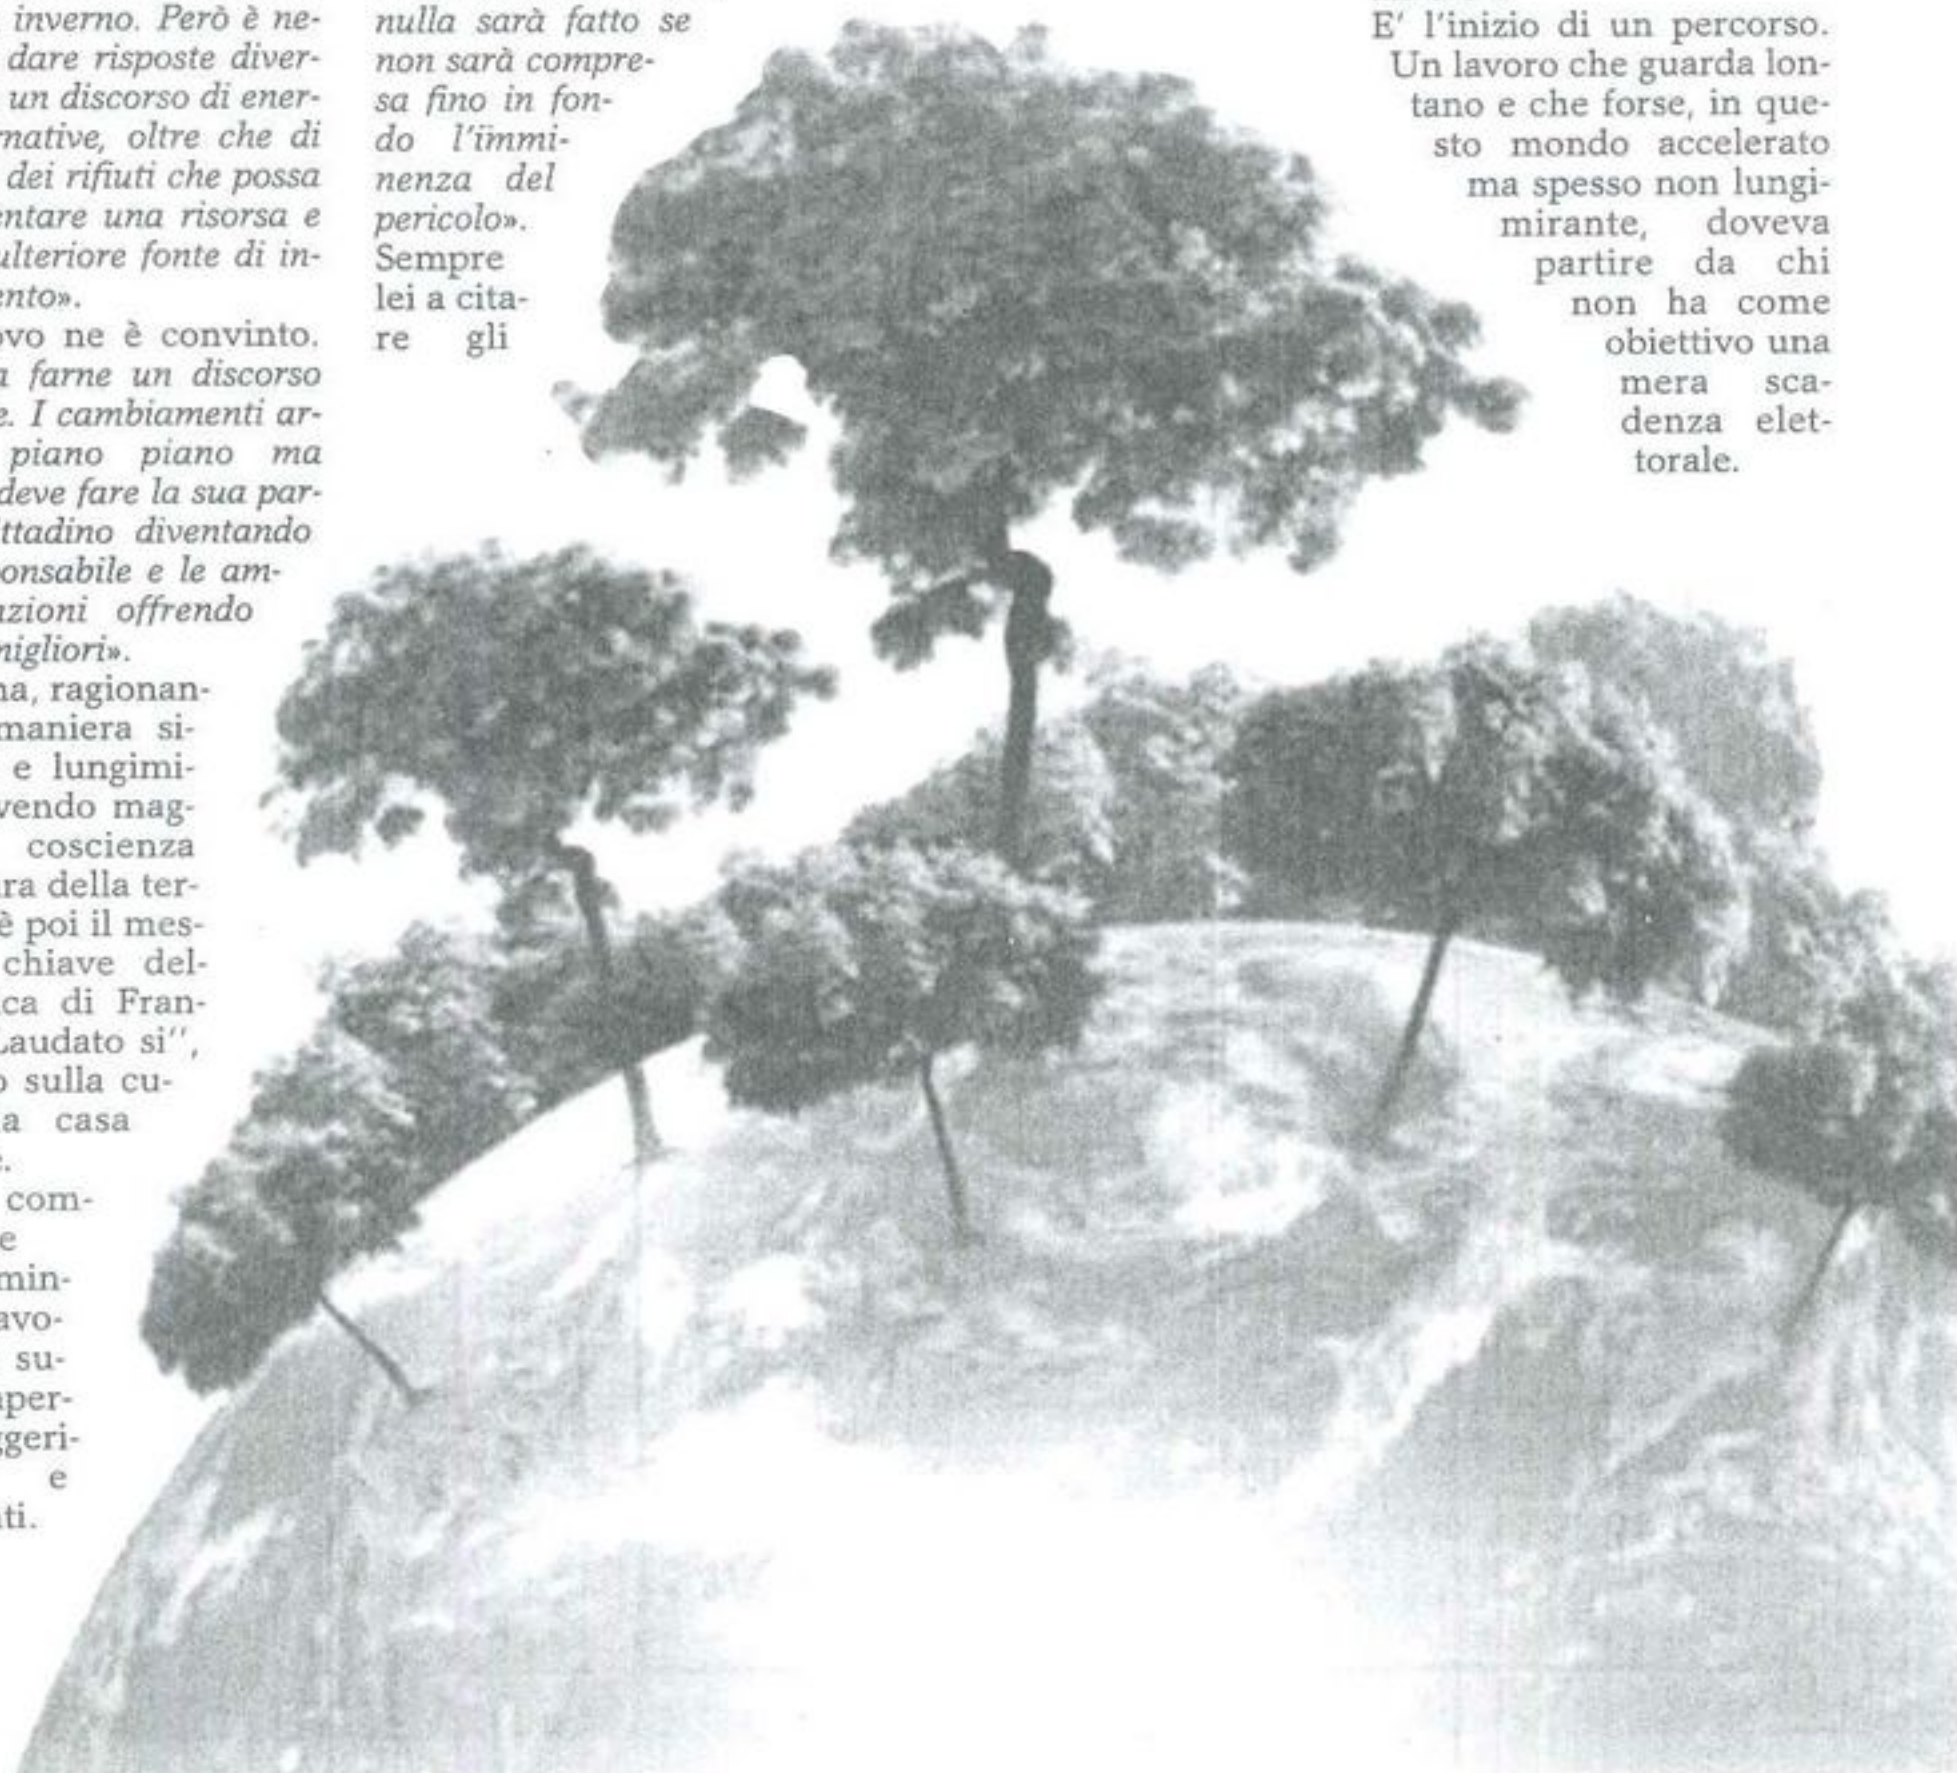 inverno. Però è ne-
dare risposte diver-
un discorso di ener-
native, oltre che di
dei rifiuti che possa
entare una risorsa e
ulteriore fonte di in-
ento».
ovo ne è convinto.
a farne un discorso
e. I cambiamenti ar-
piano piano ma
deve fare la sua par-
ttadino diventando
onsabile e le am-
azioni offrendo
migliori».
na, ragionan-
maniera si-
e lungimi-
vendo mag-
coscienza
ra della ter-
è poi il mes-
chiave del-
ca di Fran-
Laudato si",
o sulla cu-
a casa
e.
com-
e
min-
avo-
su-
aper-
ggeri-
e
ti.
nulla sarà fatto se
non sarà compre-
sa fino in fon-
do l'immi-
nenza del
pericolo».
Sempre
lei a cita-
re gli
E' l'inizio di un percorso.
Un lavoro che guarda lon-
tano e che forse, in que-
sto mondo accelerato
ma spesso non lungi-
mirante, doveva
partire da chi
non ha come
obiettivo una
mera sca-
denza elet-
torale.